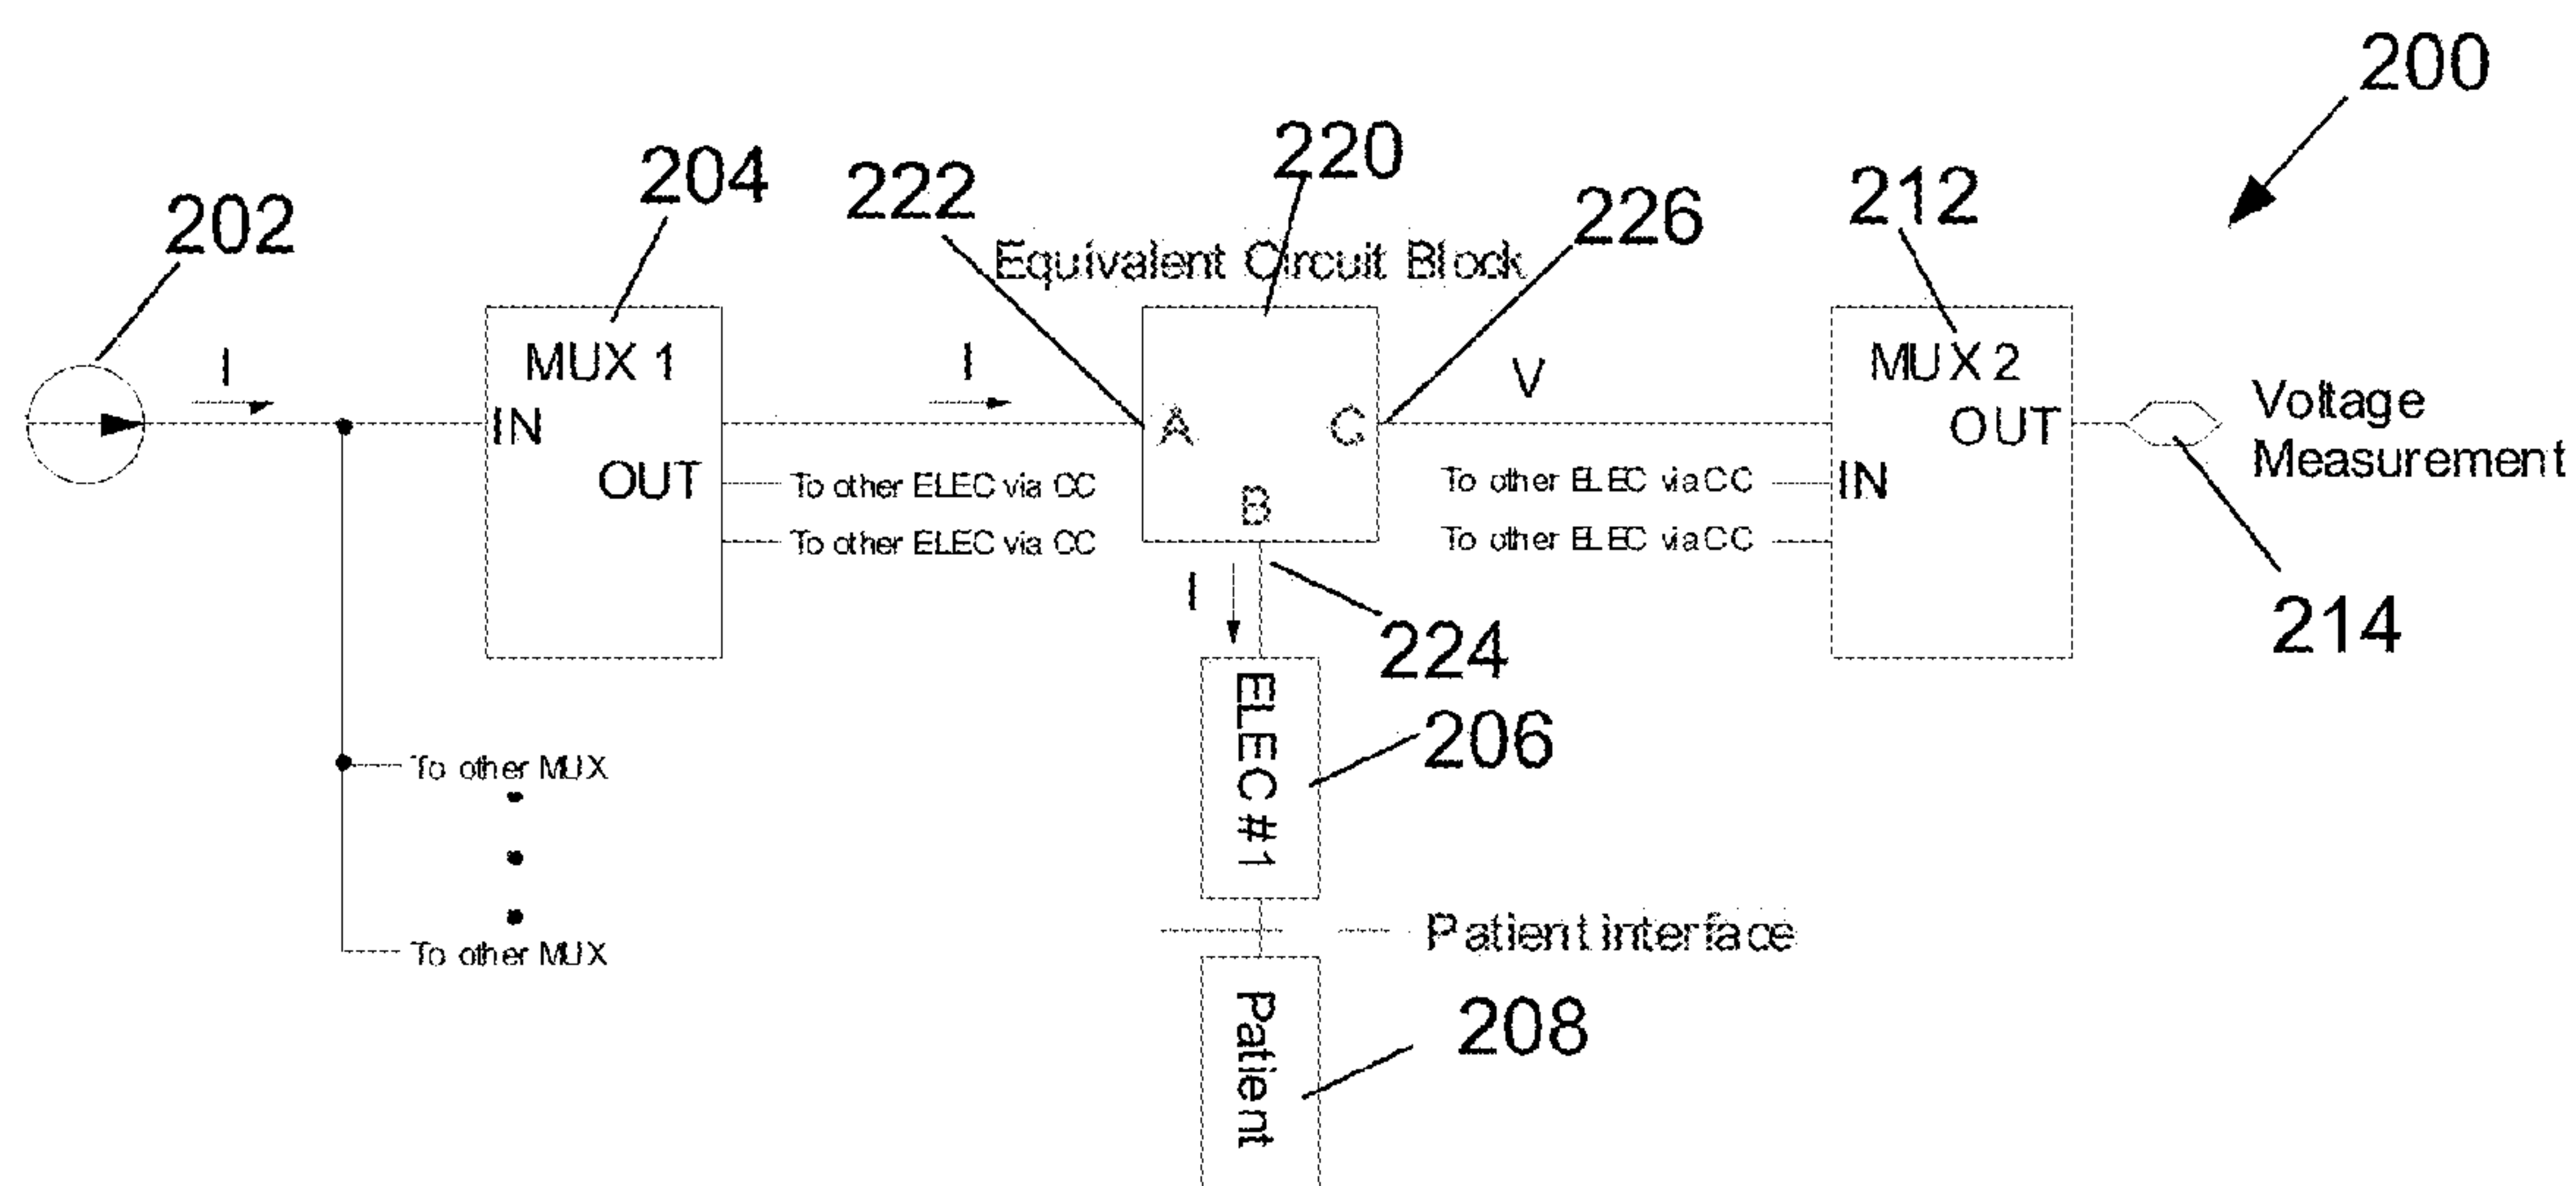 200
220
204
222
212
202
226
Equivalent Circuit Block
I
MUX 1
I
V
MUX 2
Voltage
Measurement
IN
A
C
OUT
OUT
To other ELEC via CC
To other ELEC via CC
IN
B
To other ELEC via CC
To other ELEC via CC
I
214
224
ELEC #1
206
To other MUX
Patient interface
To other MUX
208
Patient